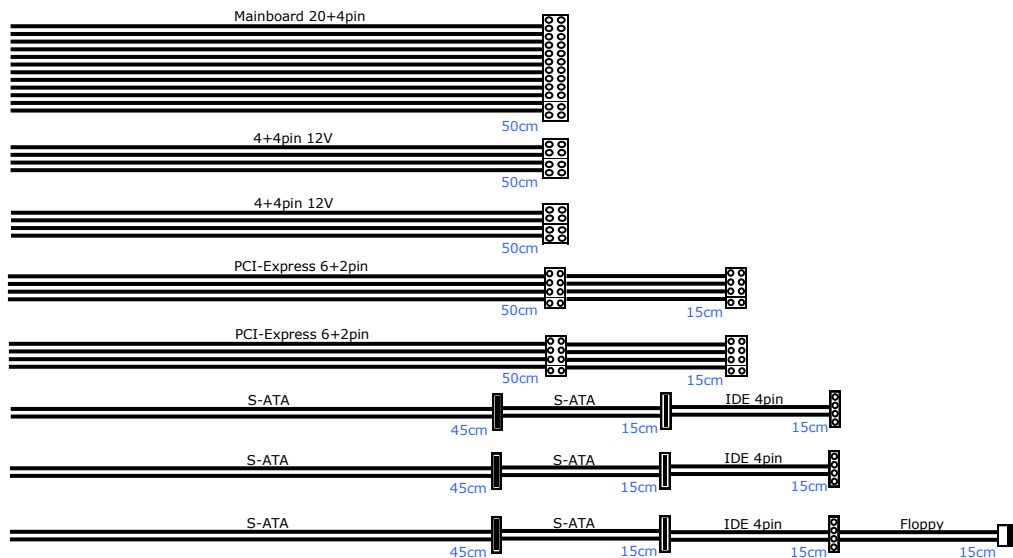 Mainboard 20+4pin
50cm
4+4pin 12V
50cm
4+4pin 12V
50cm
PCI-Express 6+2pin
50cm 15cm
PCI-Express 6+2pin
50cm 15cm
S-ATA S-ATA IDE 4pin
45cm 15cm 15cm
S-ATA S-ATA IDE 4pin
45cm 15cm 15cm
S-ATA S-ATA IDE 4pin Floppy
45cm 15cm 15cm 15cm